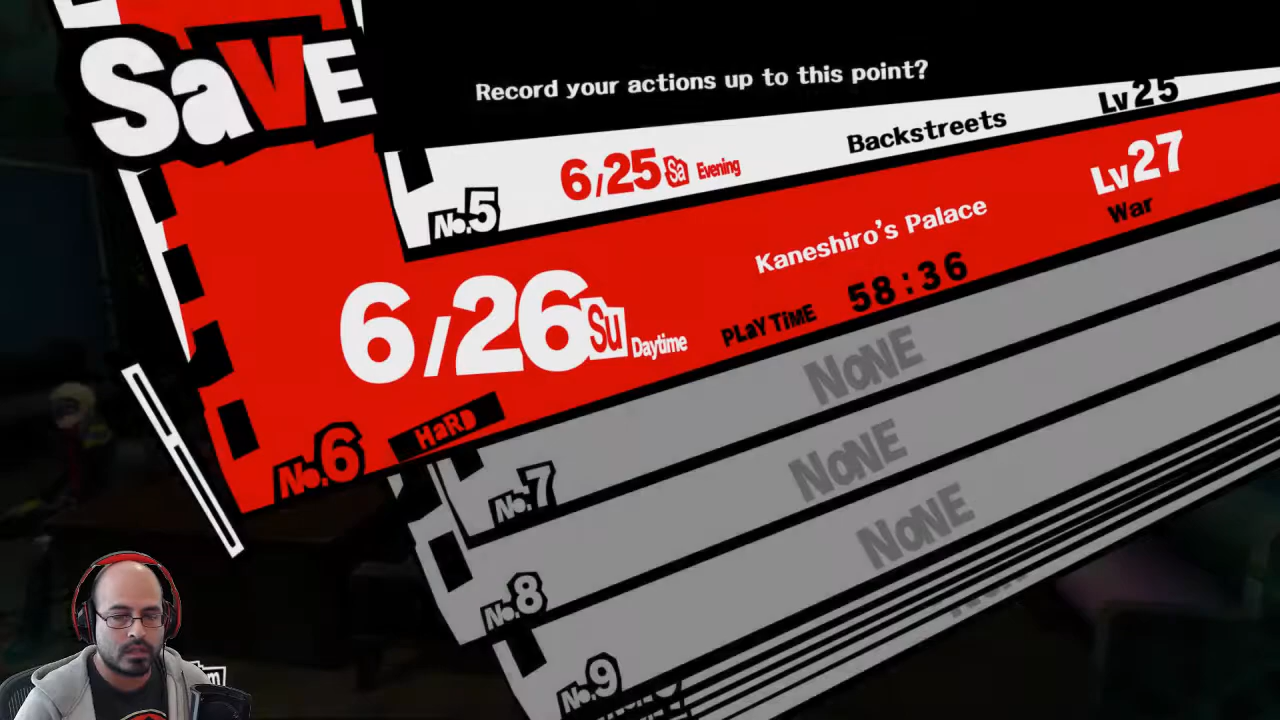 SaVE
Record your actions up to this point?
No.5 6/25 Sa Evening Backstreets Lv25
No.6 6/26 Su Daytime Kaneshiro's Palace Lv27
War
PLaY TiME 58:36
HaRD
No.7 NoNE
No.8 NoNE
No.9 NoNE